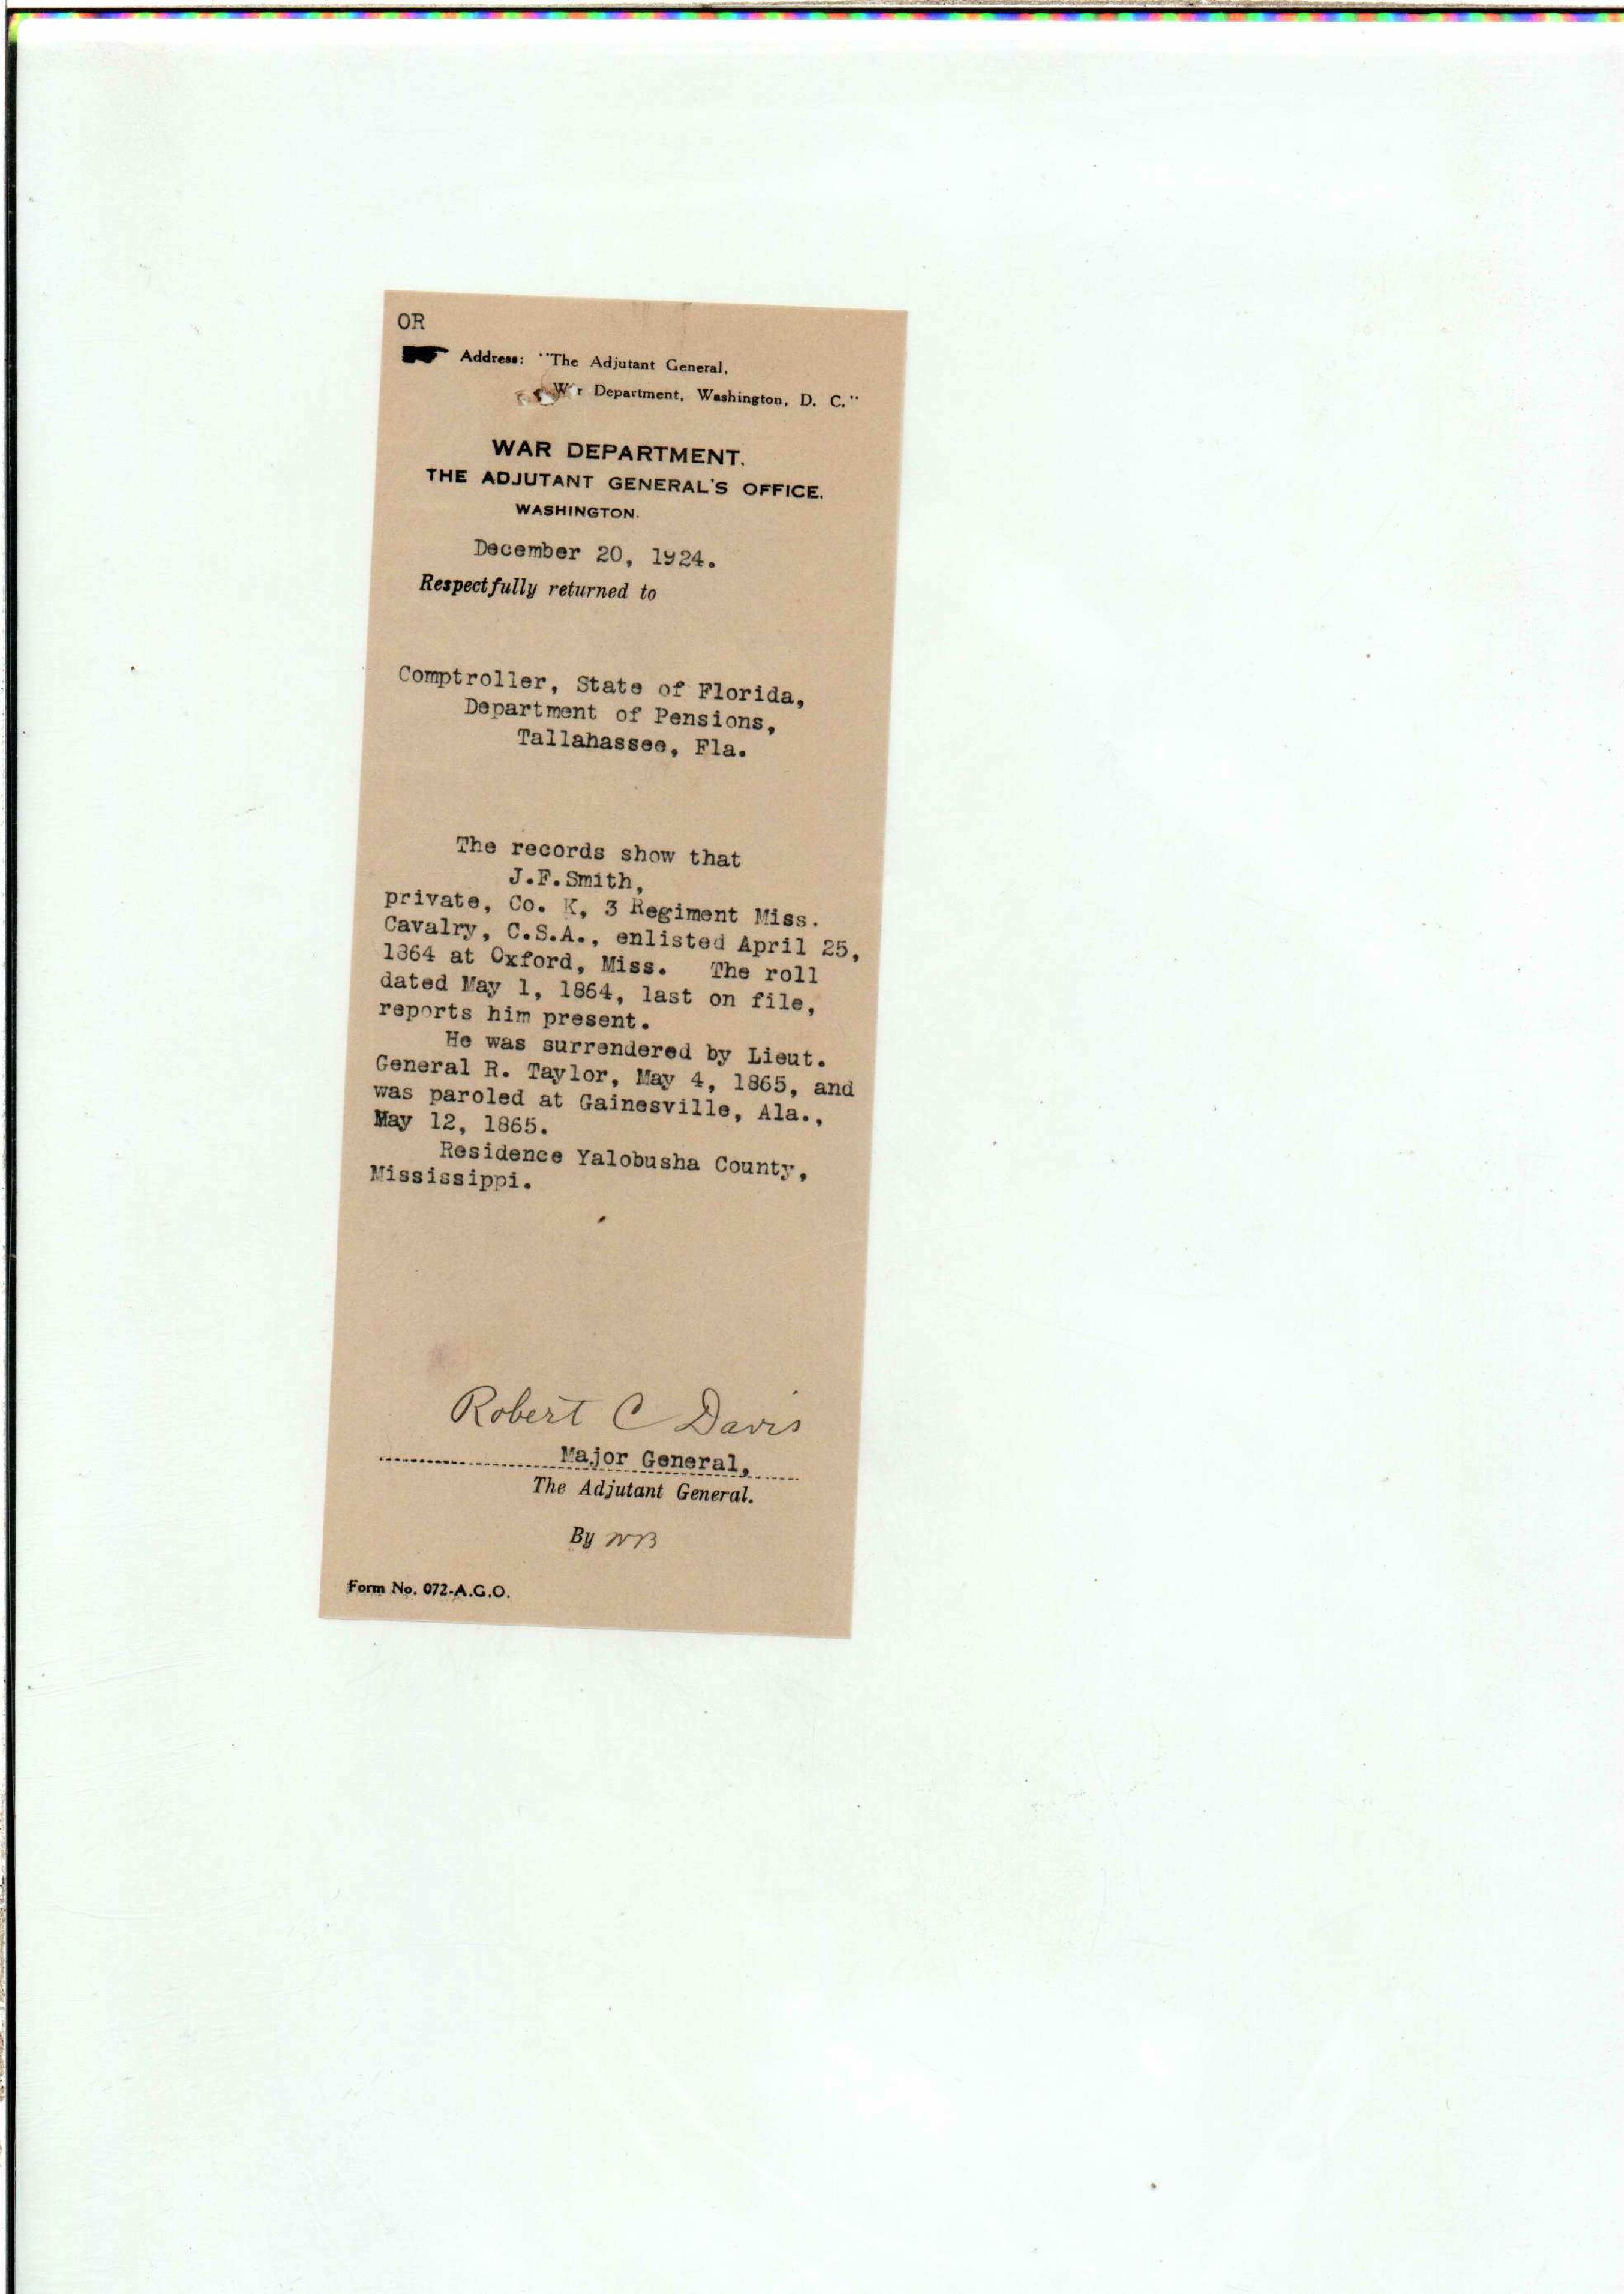 OR
Address: "The Adjutant General,
War Department, Washington, D. C."
WAR DEPARTMENT.
THE ADJUTANT GENERAL'S OFFICE.
WASHINGTON.
December 20, 1924.
Respectfully returned to
Comptroller, State of Florida,
Department of Pensions,
Tallahassee, Fla.
The records show that
J.F.Smith,
private, Co. K, 3 Regiment Miss.
Cavalry, C.S.A., enlisted April 25,
1864 at Oxford, Miss. The roll
dated May 1, 1864, last on file,
reports him present.
He was surrendered by Lieut.
General R. Taylor, May 4, 1865, and
was paroled at Gainesville, Ala.,
May 12, 1865.
Residence Yalobusha County,
Mississippi.
Robert C Davis
Major General,
The Adjutant General.
By
Form No. 072-A.G.O.